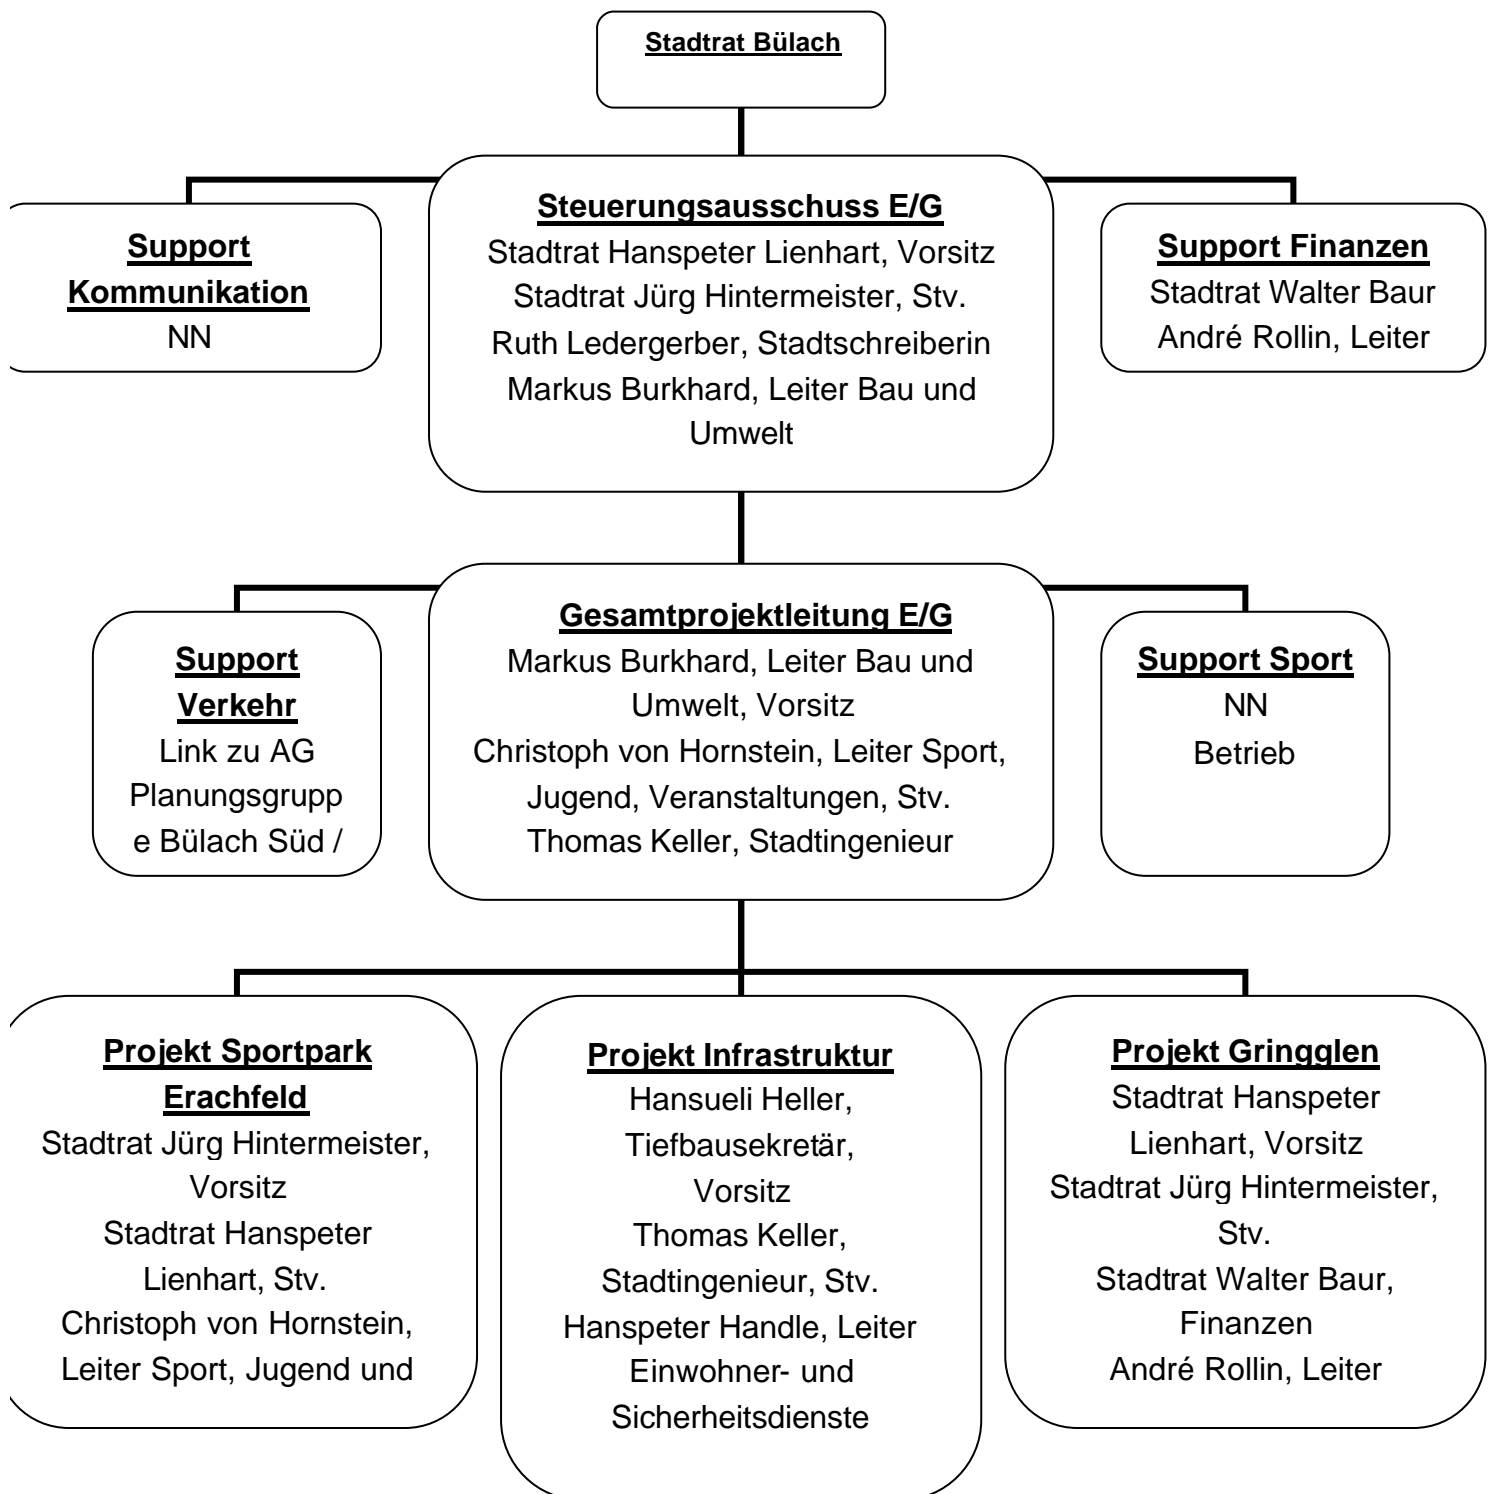 Stadtrat Bülach
Support
Kommunikation
NN
Steuerungsausschuss E/G
Stadtrat Hanspeter Lienhart, Vorsitz
Stadtrat Jürg Hintermeister, Stv.
Ruth Ledergerber, Stadtschreiberin
Markus Burkhard, Leiter Bau und
Umwelt
Support Finanzen
Stadtrat Walter Baur
André Rollin, Leiter
Support
Verkehr
Link zu AG
Planungsgrupp
e Bülach Süd /
Gesamtprojektleitung E/G
Markus Burkhard, Leiter Bau und
Umwelt, Vorsitz
Christoph von Hornstein, Leiter Sport,
Jugend, Veranstaltungen, Stv.
Thomas Keller, Stadtingenieur
Support Sport
NN
Betrieb
Projekt Sportpark
Erachfeld
Stadtrat Jürg Hintermeister,
Vorsitz
Stadtrat Hanspeter
Lienhart, Stv.
Christoph von Hornstein,
Leiter Sport, Jugend und
Projekt Infrastruktur
Hansueli Heller,
Tiefbausekretär,
Vorsitz
Thomas Keller,
Stadtingenieur, Stv.
Hanspeter Handle, Leiter
Einwohner- und
Sicherheitsdienste
Projekt Gringglen
Stadtrat Hanspeter
Lienhart, Vorsitz
Stadtrat Jürg Hintermeister,
Stv.
Stadtrat Walter Baur,
Finanzen
André Rollin, Leiter